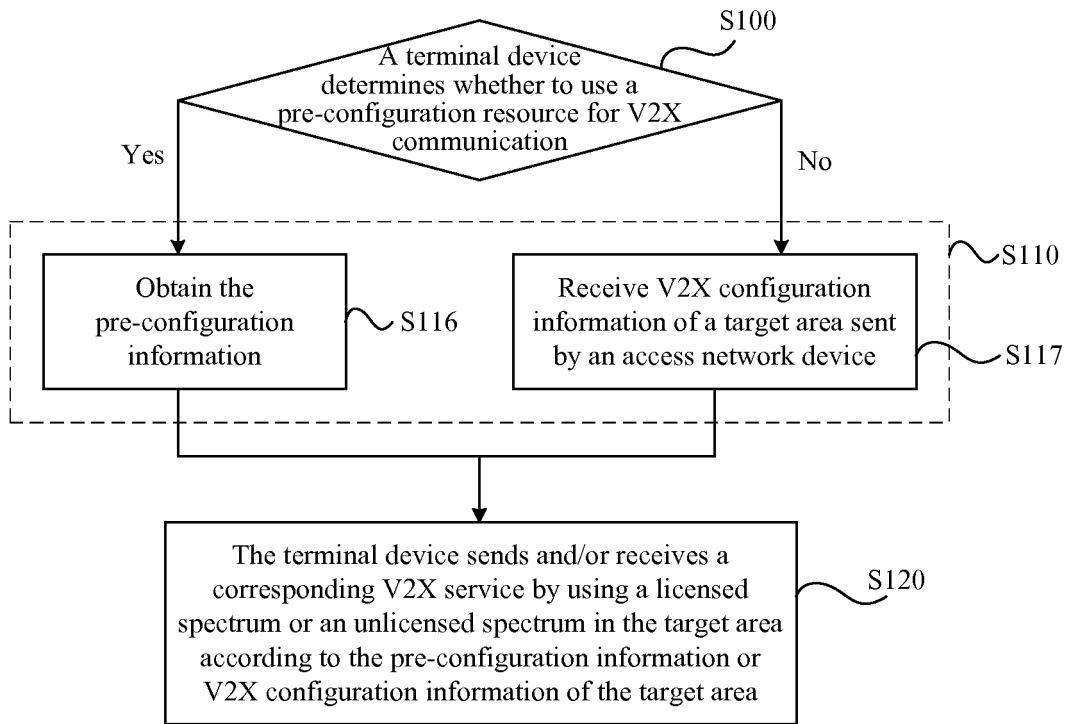 S100
A terminal device
determines whether to use a
pre-configuration resource for V2X
communication
Yes
No
S110
Obtain the
pre-configuration
information
S116
Receive V2X configuration
information of a target area sent
by an access network device
S117
The terminal device sends and/or receives a
corresponding V2X service by using a licensed
spectrum or an unlicensed spectrum in the target area
according to the pre-configuration information or
V2X configuration information of the target area
S120